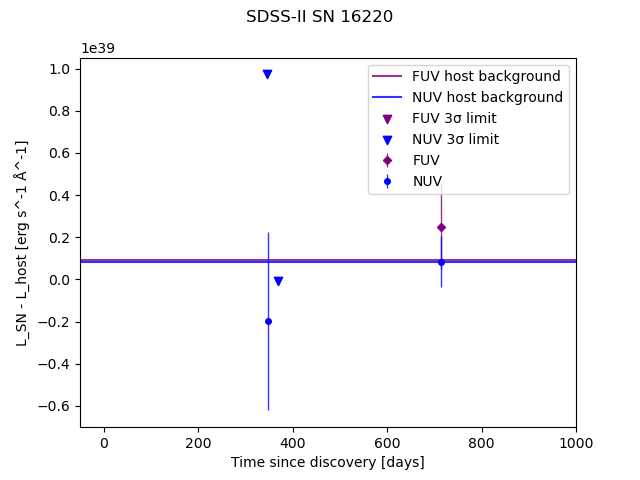 SDSS-II SN 16220
1e39
L_SN - L_host [erg s^-1 Å^-1]
1.0
0.8
0.6
0.4
0.2
0.0
−0.2
−0.4
−0.6
FUV host background
NUV host background
FUV 3σ limit
NUV 3σ limit
FUV
NUV
0 200 400 600 800 1000
Time since discovery [days]